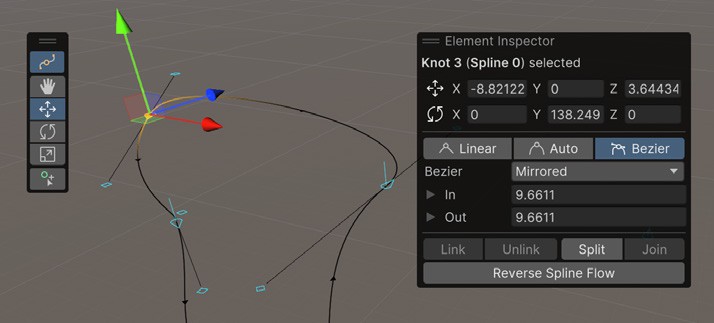 Element Inspector
Knot 3 (Spline 0) selected
X -8.82122 Y 0 Z 3.64434
X 0 Y 138.249 Z 0
Linear Auto Bezier
Bezier Mirrored
In 9.6611
Out 9.6611
Link Unlink Split Join
Reverse Spline Flow